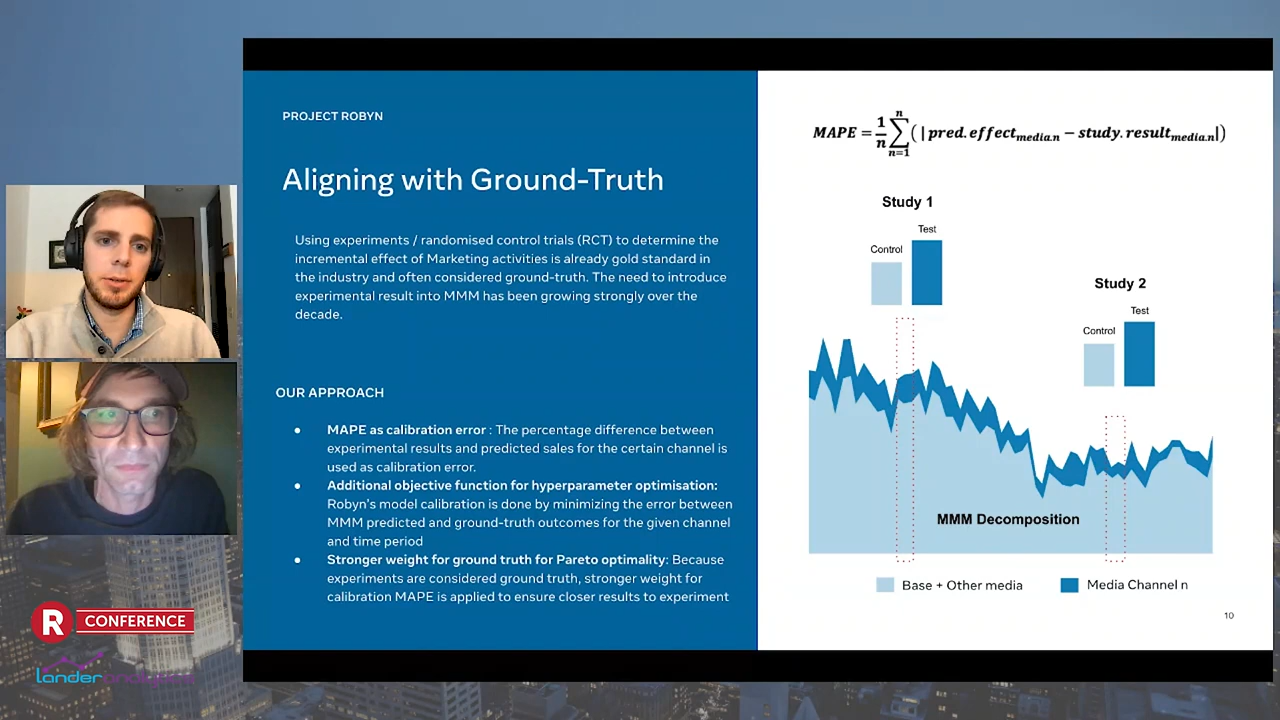 PROJECT ROBYN
Aligning with Ground-Truth
Using experiments / randomised control trials (RCT) to determine the
incremental effect of Marketing activities is already gold standard in
the industry and often considered ground-truth. The need to introduce
experimental result into MMM has been growing strongly over the
decade.
OUR APPROACH
● MAPE as calibration error : The percentage difference between
experimental results and predicted sales for the certain channel is
used as calibration error.
● Additional objective function for hyperparameter optimisation:
Robyn's model calibration is done by minimizing the error between
MMM predicted and ground-truth outcomes for the given channel
and time period
● Stronger weight for ground truth for Pareto optimality: Because
experiments are considered ground truth, stronger weight for
calibration MAPE is applied to ensure closer results to experiment
MAPE = 1/n ∑ n n=1 ( | pred.effect media.n − study.result media.n | )
Study 1
Control
Test
Study 2
Control
Test
MMM Decomposition
Base + Other media
Media Channel n
10
R CONFERENCE
lander analytics